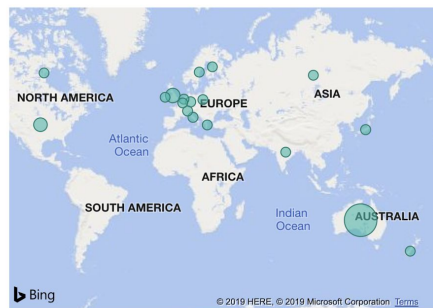 ASIA
NORTH AMERICA
EUROPE
Atlantic
Ocean
AFRICA
SOUTH AMERICA
Indian
Ocean
AUSTRALIA
Bing
© 2019 HERE, © 2019 Microsoft Corporation Terms